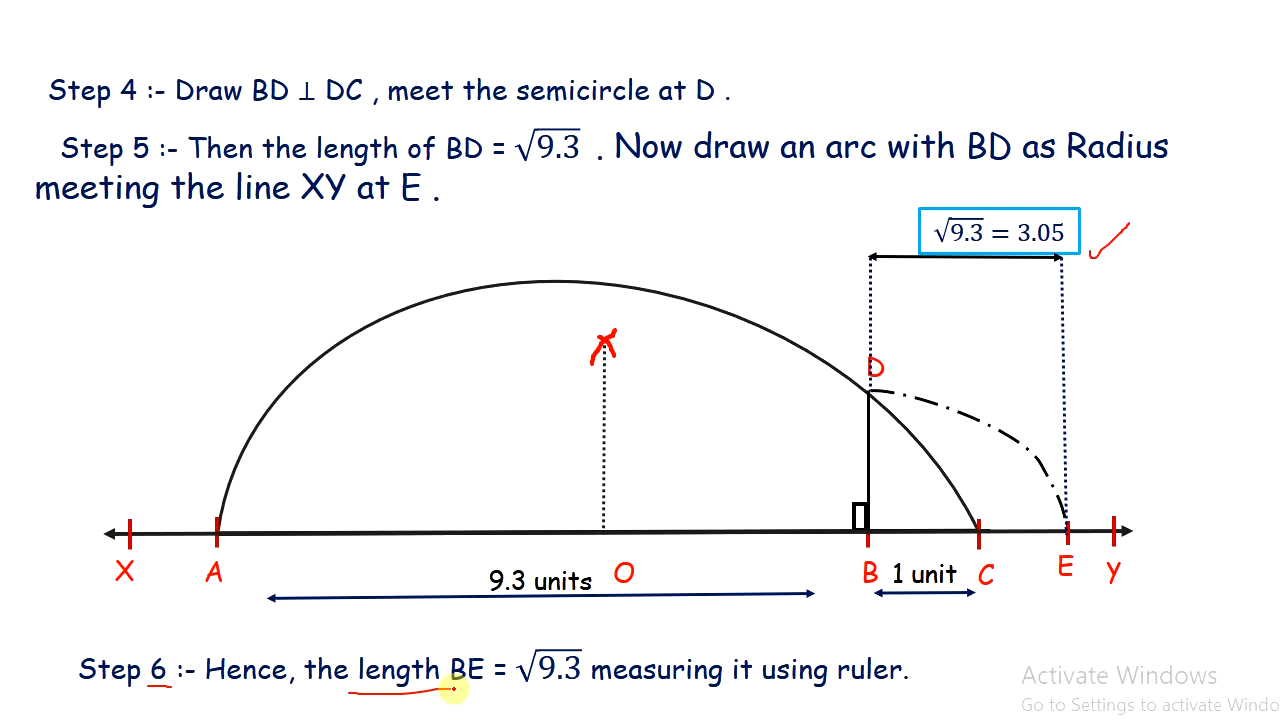 Step 4 :- Draw BD ⊥ DC , meet the semicircle at D .
Step 5 :- Then the length of BD = √9.3 . Now draw an arc with BD as Radius
meeting the line XY at E .
√9.3 = 3.05
D
X A 9.3 units O B 1 unit C E Y
Step 6 :- Hence, the length BE = √9.3 measuring it using ruler.
Activate Windows
Go to Settings to activate Windo